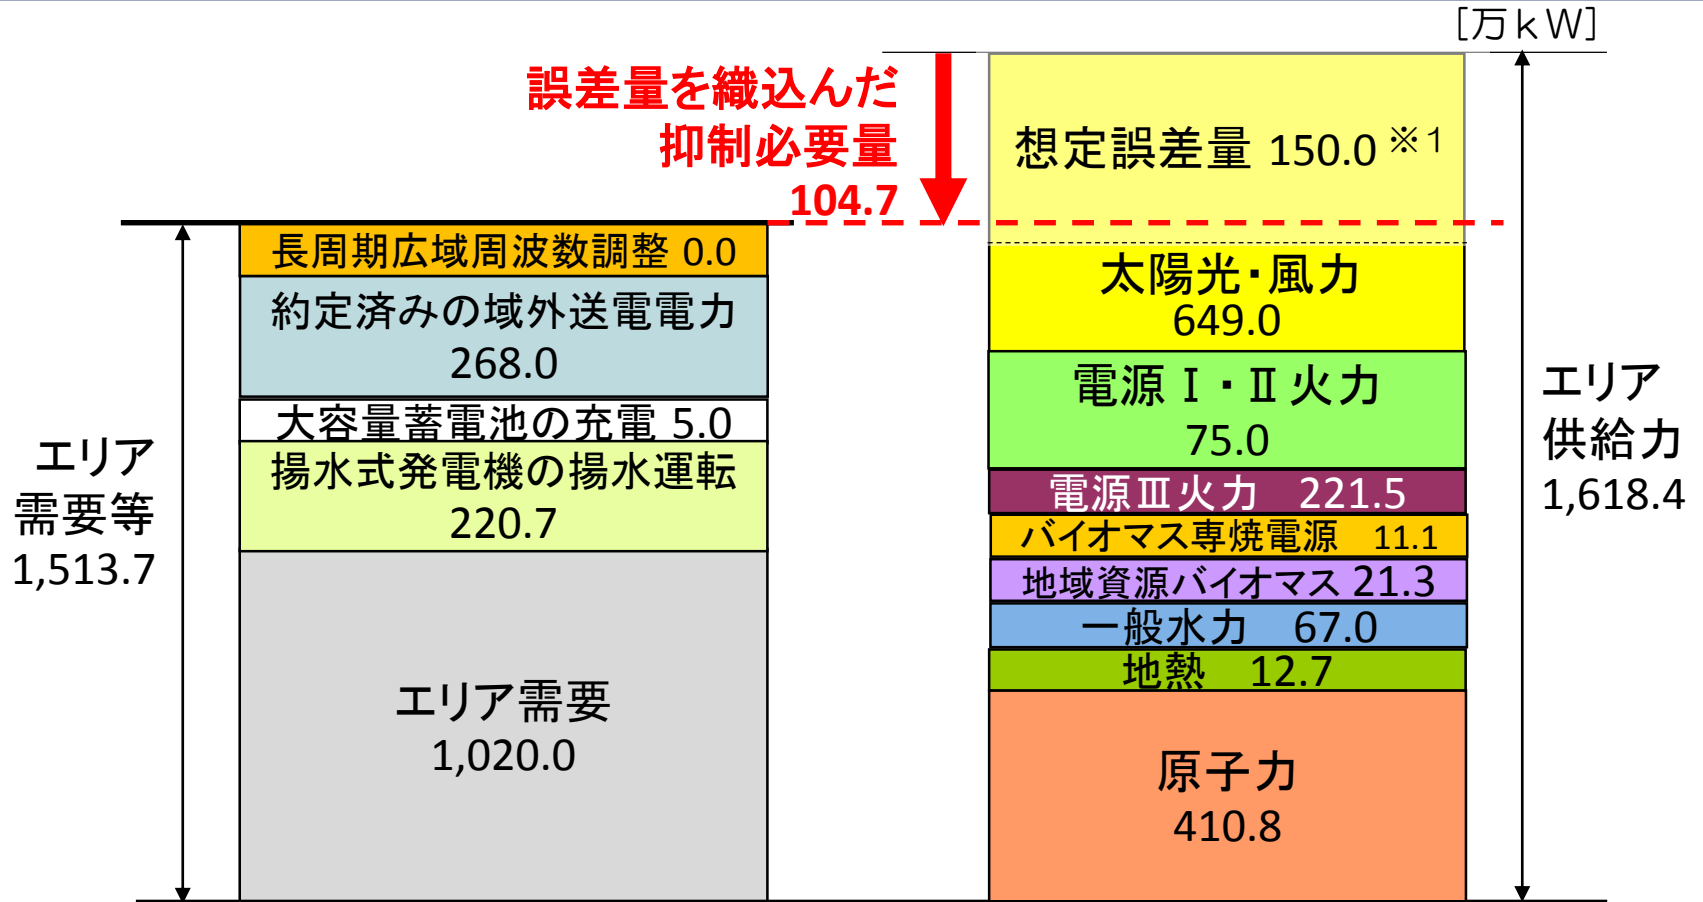 [万kW]
誤差量を織込んだ
抑制必要量
104.7
長周期広域周波数調整 0.0
約定済みの域外送電電力
268.0
大容量蓄電池の充電 5.0
揚水式発電機の揚水運転
220.7
エリア需要
1,020.0
エリア
需要等
1,513.7
想定誤差量 150.0 ※1
太陽光・風力
649.0
電源Ⅰ・Ⅱ火力
75.0
電源Ⅲ火力 221.5
バイオマス専焼電源 11.1
地域資源バイオマス 21.3
一般水力 67.0
地熱 12.7
原子力
410.8
エリア
供給力
1,618.4